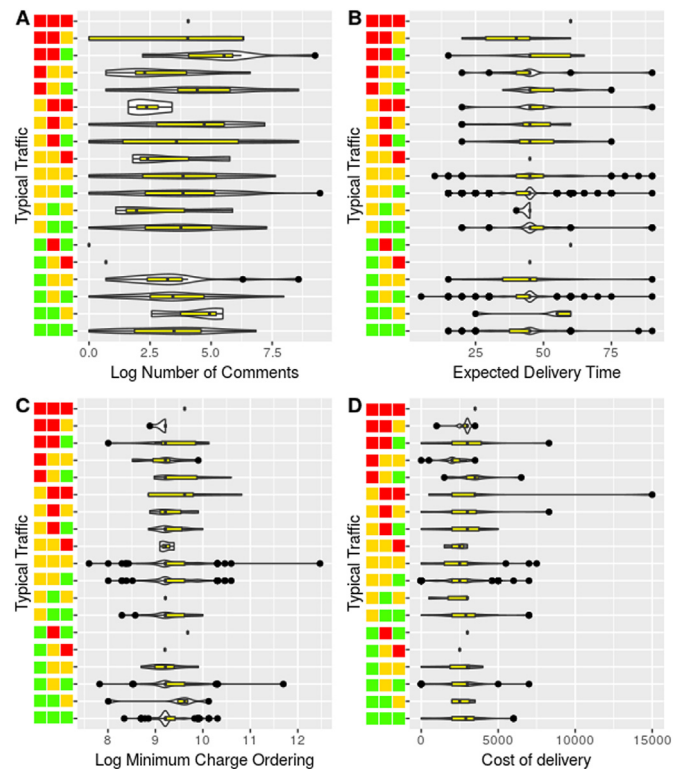 A
Typical Traffic
0.0 2.5 5.0 7.5
Log Number of Comments
B
Typical Traffic
25 50 75
Expected Delivery Time
C
Typical Traffic
8 9 10 11 12
Log Minimum Charge Ordering
D
Typical Traffic
0 5000 10000 15000
Cost of delivery